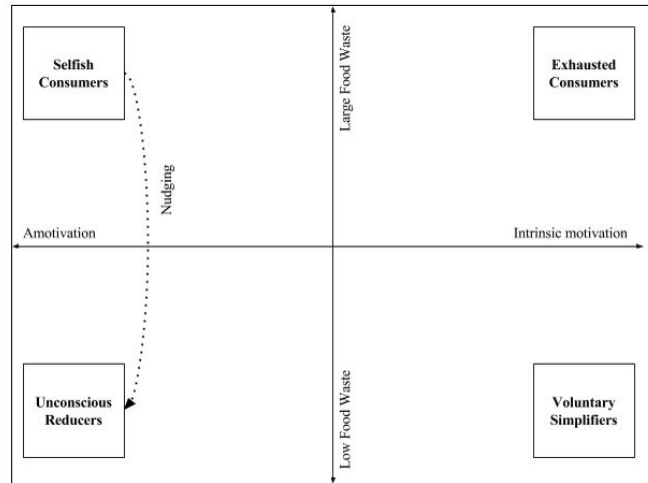 Selfish
Consumers
Large Food Waste
Exhausted
Consumers
Nudging
Amotivation
Intrinsic motivation
Unconscious
Reducers
Low Food Waste
Voluntary
Simplifiers